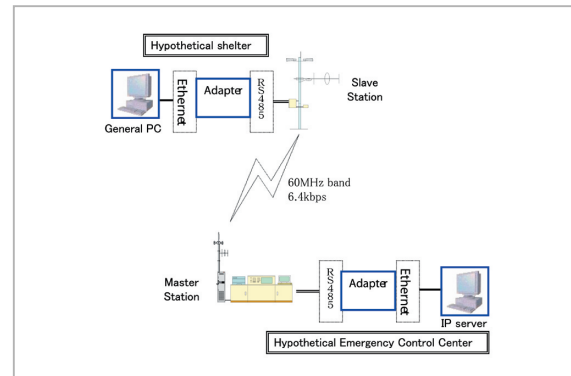 Hypothetical shelter
General PC
Ethernet
Adapter
RS485
Slave
Station
60MHz band
6.4kbps
Master
Station
RS485
Adapter
Ethernet
IP server
Hypothetical Emergency Control Center